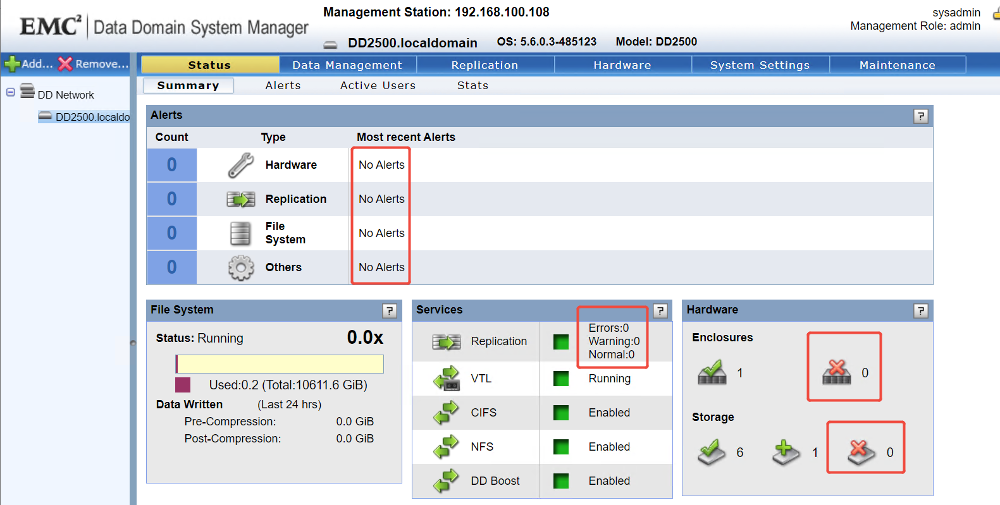 Management Station: 192.168.100.108
sysadmin
EMC² Data Domain System Manager
Management Role: admin
DD2500.localdomain OS: 5.6.0.3-485123 Model: DD2500
Add... Remove...
Status Data Management Replication Hardware System Settings Maintenance
Summary Alerts Active Users Stats
DD Network
DD2500.localdo
Alerts ?
Count Type Most recent Alerts
0 Hardware No Alerts
0 Replication No Alerts
0 File System No Alerts
0 Others No Alerts
File System ?
Status: Running 0.0x
Used:0.2 (Total:10611.6 GiB)
Data Written (Last 24 hrs)
Pre-Compression: 0.0 GiB
Post-Compression: 0.0 GiB
Services ?
Replication Errors:0
Warning:0
Normal:0
VTL Running
CIFS Enabled
NFS Enabled
DD Boost Enabled
Hardware ?
Enclosures
1 0
Storage
6 1 0